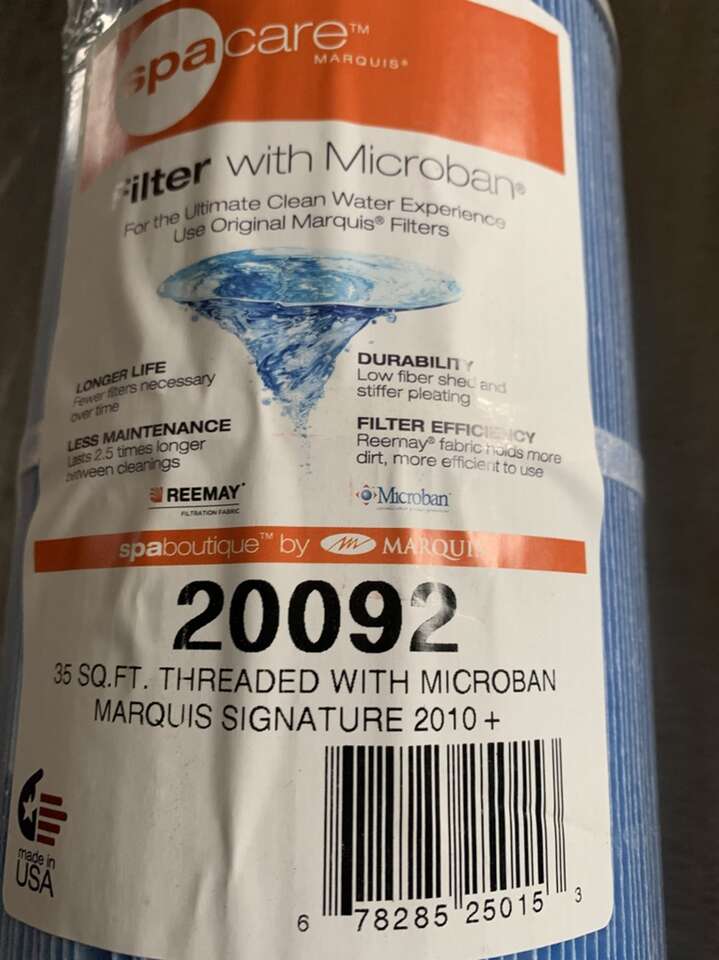 spacare™
MARQUIS®
Filter with Microban®
For the Ultimate Clean Water Experience
Use Original Marquis® Filters
LONGER LIFE
Fewer filters necessary
over time
LESS MAINTENANCE
Lasts 2.5 times longer
between cleanings
DURABILITY
Low fiber shed and
stiffer pleating
FILTER EFFICIENCY
Reemay® fabric holds more
dirt, more efficient to use
REEMAY®
FILTRATION FABRIC
Microban®
spaboutique™ by MARQUIS
20092
35 SQ.FT. THREADED WITH MICROBAN
MARQUIS SIGNATURE 2010 +
made in
USA
6 78285 25015 3